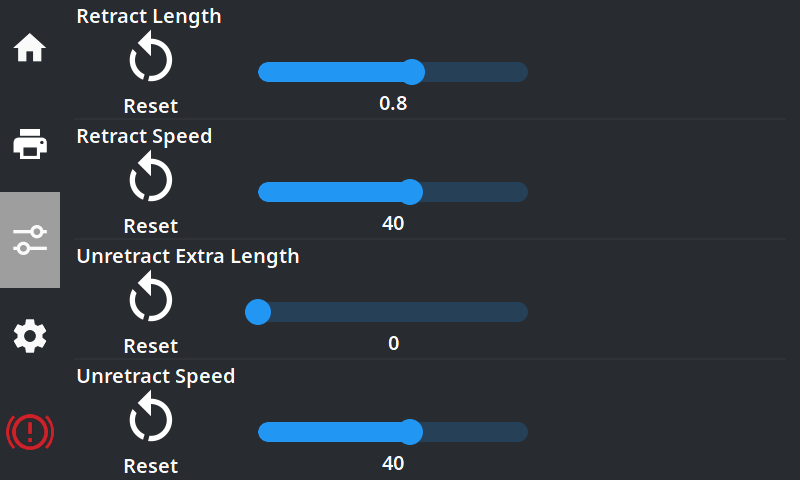 Retract Length
Reset
0.8
Retract Speed
Reset
40
Unretract Extra Length
Reset
0
Unretract Speed
Reset
40